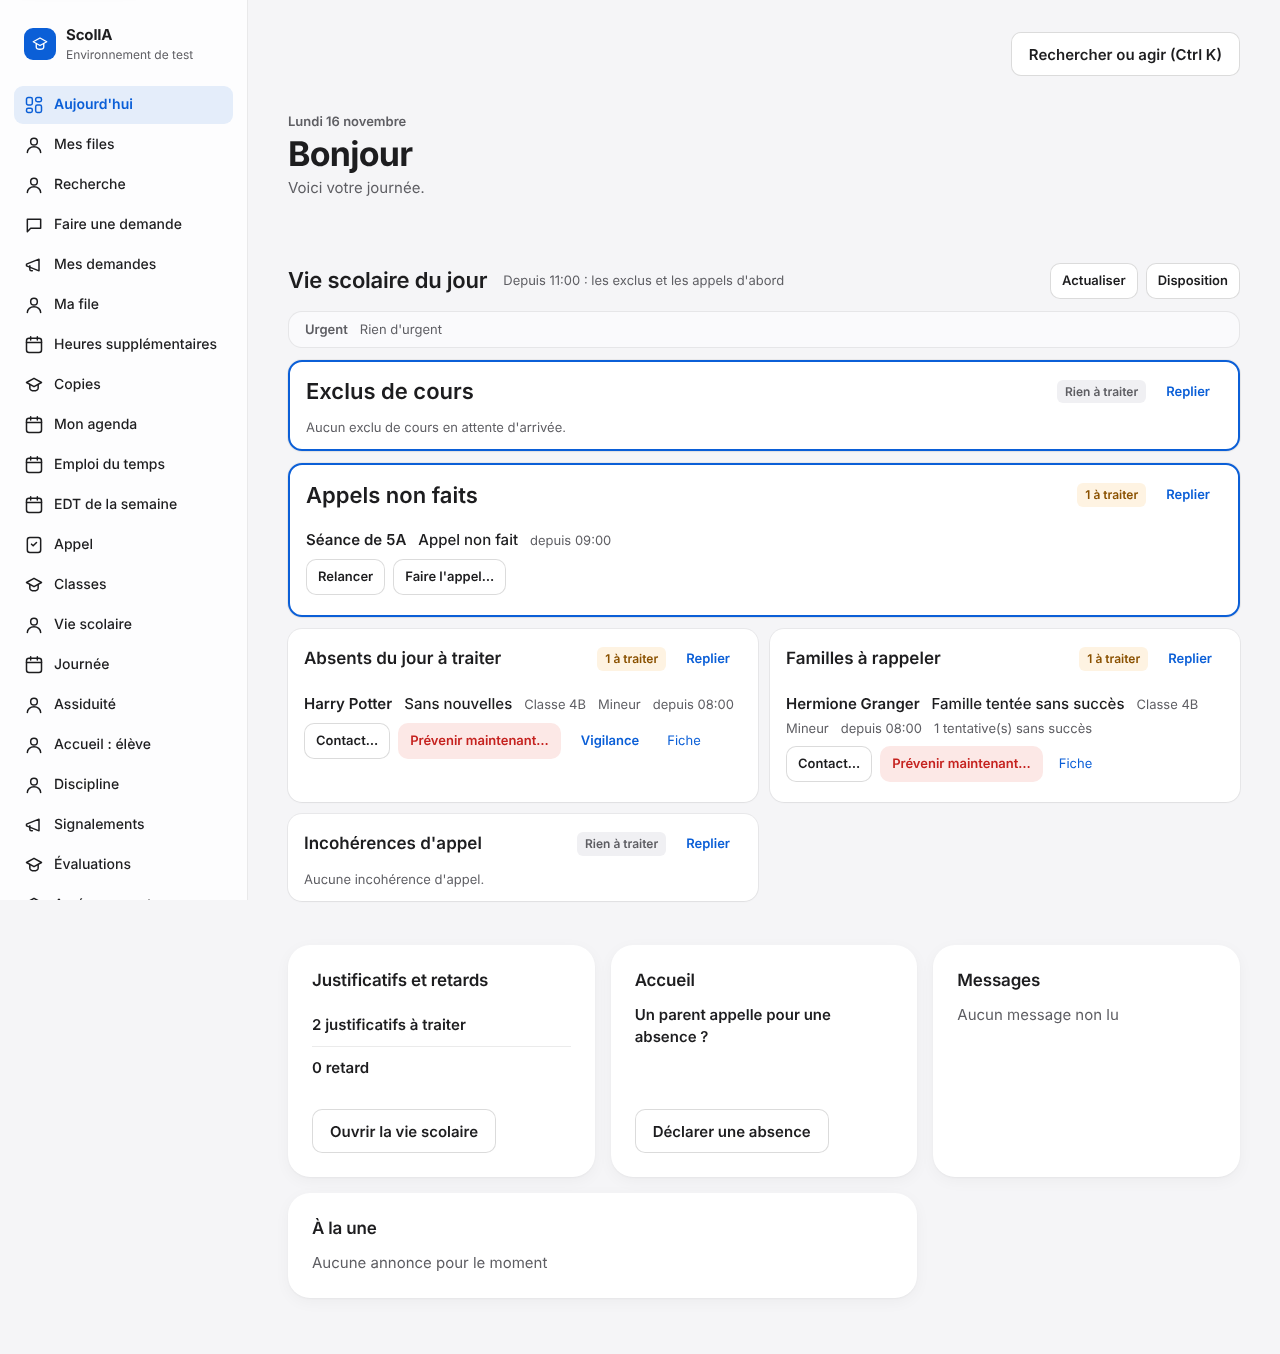 ScolIA
Environnement de test
Aujourd'hui
Mes files
Recherche
Faire une demande
Mes demandes
Ma file
Heures supplémentaires
Copies
Mon agenda
Emploi du temps
EDT de la semaine
Appel
Classes
Vie scolaire
Journée
Assiduité
Accueil : élève
Discipline
Signalements
Évaluations
Rechercher ou agir (Ctrl K)
Lundi 16 novembre
Bonjour
Voici votre journée.
Vie scolaire du jour Depuis 11:00 : les exclus et les appels d'abord Actualiser Disposition
Urgent Rien d'urgent
Exclus de cours Rien à traiter Replier
Aucun exclu de cours en attente d'arrivée.
Appels non faits 1 à traiter Replier
Séance de 5A Appel non fait depuis 09:00
Relancer Faire l'appel...
Absents du jour à traiter 1 à traiter Replier
Harry Potter Sans nouvelles Classe 4B Mineur depuis 08:00
Contact... Prévenir maintenant... Vigilance Fiche
Familles à rappeler 1 à traiter Replier
Hermione Granger Famille tentée sans succès Classe 4B
Mineur depuis 08:00 1 tentative(s) sans succès
Contact... Prévenir maintenant... Fiche
Incohérences d'appel Rien à traiter Replier
Aucune incohérence d'appel.
Justificatifs et retards
2 justificatifs à traiter
0 retard
Ouvrir la vie scolaire
Accueil
Un parent appelle pour une
absence ?
Déclarer une absence
Messages
Aucun message non lu
À la une
Aucune annonce pour le moment